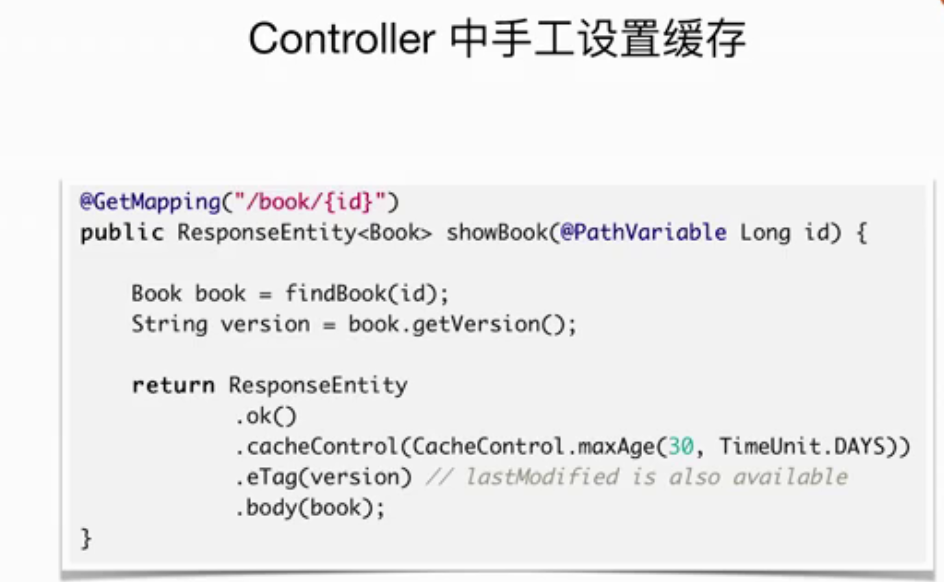 Controller 中手工设置缓存
@GetMapping("/book/{id}")
public ResponseEntity<Book> showBook(@PathVariable Long id) {
Book book = findBook(id);
String version = book.getVersion();
return ResponseEntity
.ok()
.cacheControl(CacheControl.maxAge(30, TimeUnit.DAYS))
.eTag(version) // lastModified is also available
.body(book);
}